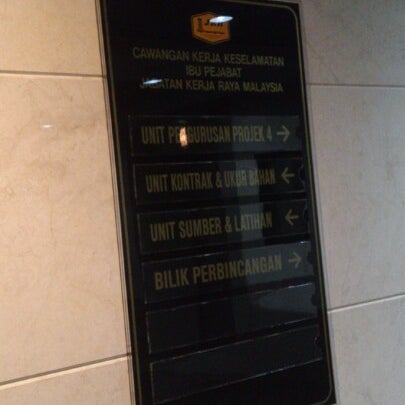 CAWANGAN KERJA KESELAMATAN
IBU PEJABAT
JABATAN KERJA RAYA MALAYSIA
UNIT PENGURUSAN PROJEK 4 →
UNIT KONTRAK & UKUR BAHAN ←
UNIT SUMBER & LATIHAN ←
BILIK PERBINCANGAN →